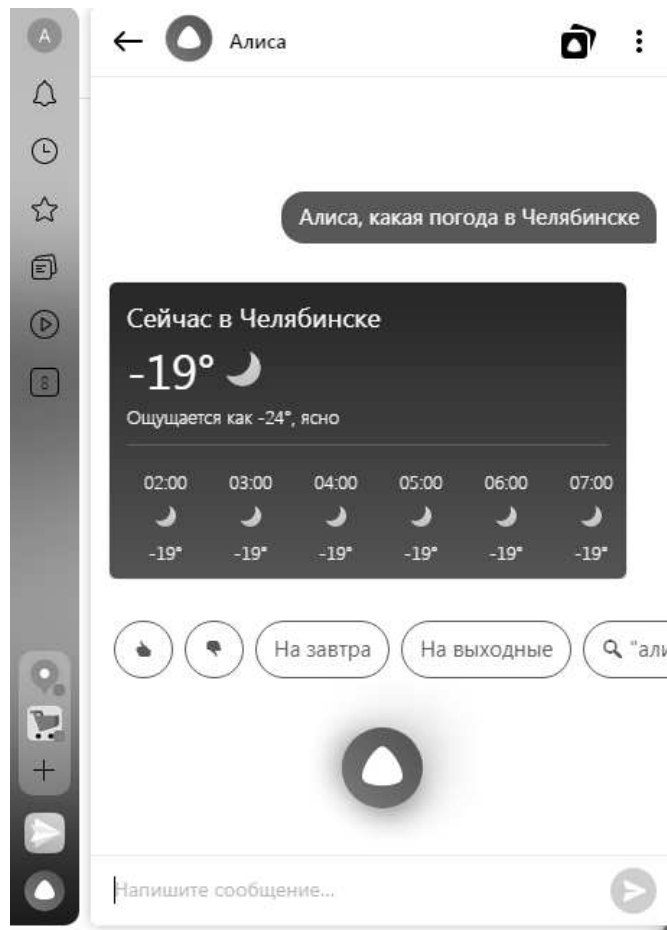 А
Алиса
Алиса, какая погода в Челябинске
Сейчас в Челябинске
-19°
Ощущается как -24°, ясно
02:00 03:00 04:00 05:00 06:00 07:00
-19° -19° -19° -19° -19° -19°
На завтра На выходные "али
Напишите сообщение...